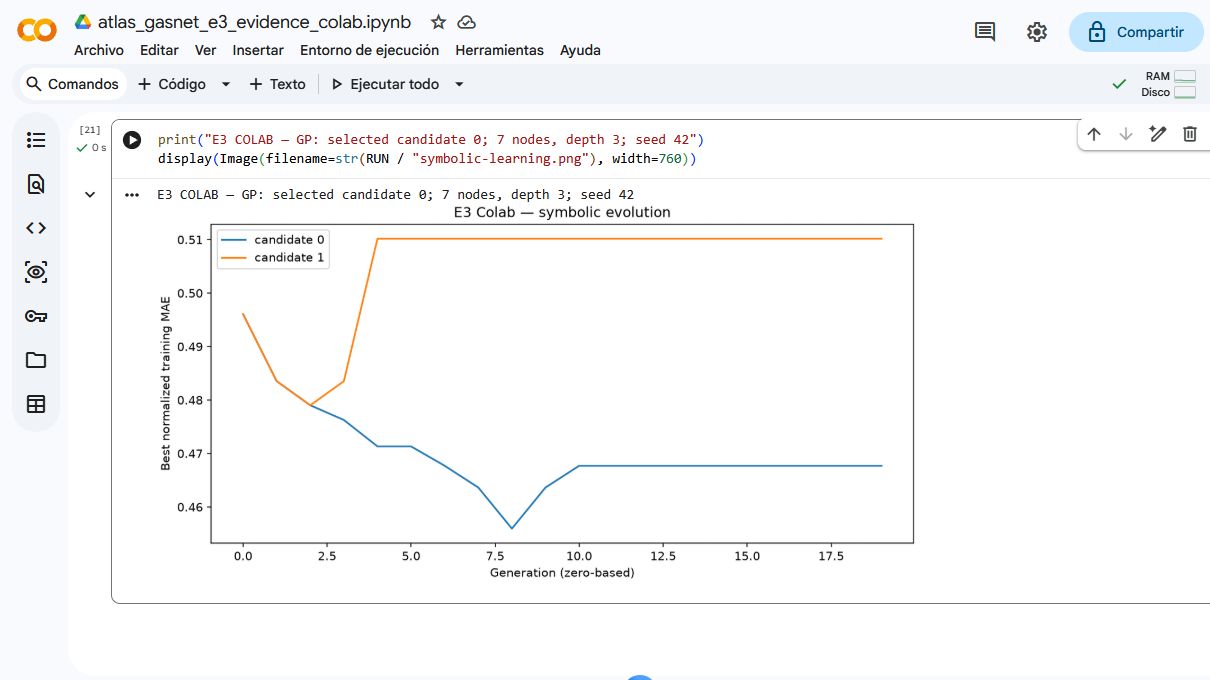 atlas_gasnet_e3_evidence_colab.ipynb
Archivo Editar Ver Insertar Entorno de ejecución Herramientas Ayuda
Compartir
Comandos + Código + Texto Ejecutar todo
RAM
Disco
[21]
0 s
print("E3 COLAB — GP: selected candidate 0; 7 nodes, depth 3; seed 42")
display(Image(filename=str(RUN / "symbolic-learning.png"), width=760))
E3 COLAB — GP: selected candidate 0; 7 nodes, depth 3; seed 42
E3 Colab — symbolic evolution
candidate 0
candidate 1
Best normalized training MAE
0.51
0.50
0.49
0.48
0.47
0.46
0.0 2.5 5.0 7.5 10.0 12.5 15.0 17.5
Generation (zero-based)